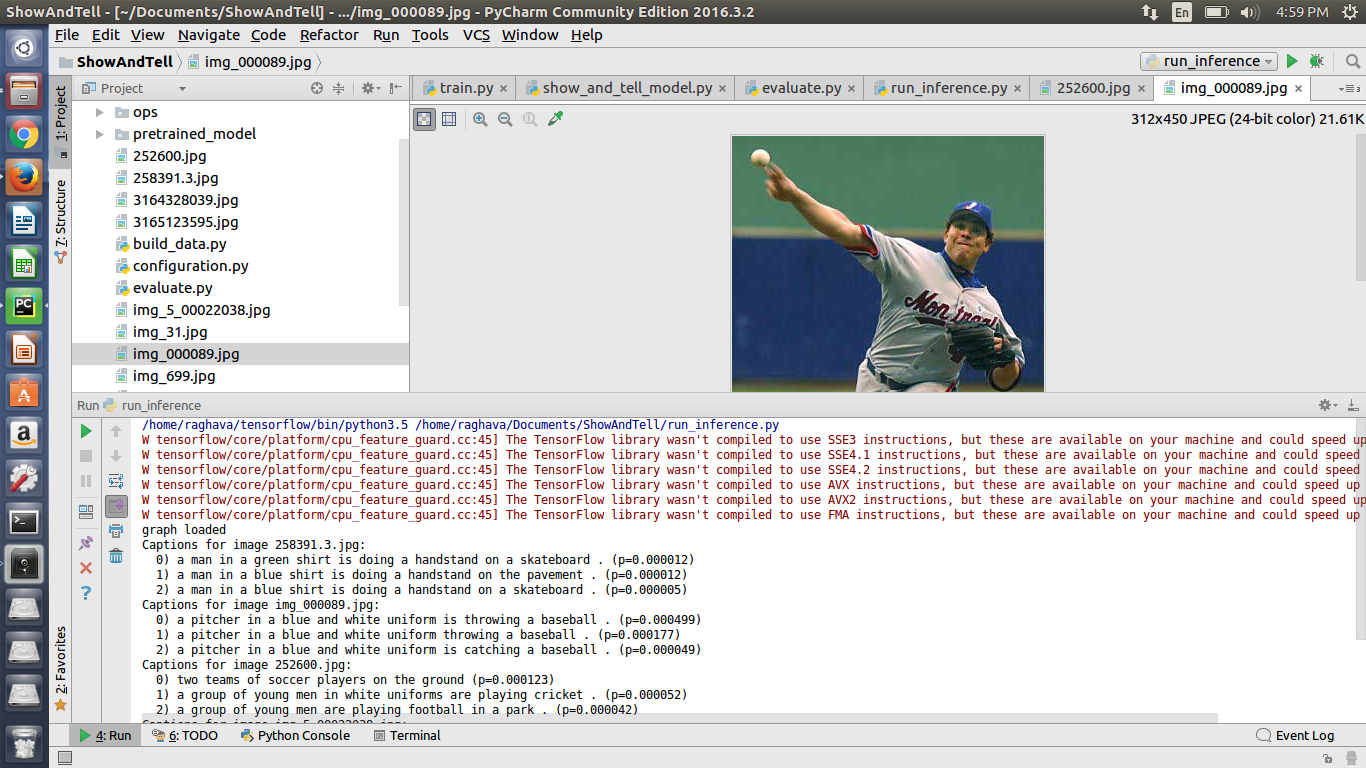 ShowAndTell - [~/Documents/ShowAndTell] - .../img_000089.jpg - PyCharm Community Edition 2016.3.2
En
4:59 PM
File Edit View Navigate Code Refactor Run Tools VCS Window Help
ShowAndTell
img_000089.jpg
run_inference
1: Project
7: Structure
2: Favorites
Project
train.py
show_and_tell_model.py
evaluate.py
run_inference.py
252600.jpg
img_000089.jpg
3
312x450 JPEG (24-bit color) 21.61K
ops
pretrained_model
252600.jpg
258391.3.jpg
3164328039.jpg
3165123595.jpg
build_data.py
configuration.py
evaluate.py
img_5_00022038.jpg
img_31.jpg
img_000089.jpg
img_699.jpg
Montreal
Run run_inference
/home/raghava/tensorflow/bin/python3.5 /home/raghava/Documents/ShowAndTell/run_inference.py
W tensorflow/core/platform/cpu_feature_guard.cc:45] The TensorFlow library wasn't compiled to use SSE3 instructions, but these are available on your machine and could speed up
W tensorflow/core/platform/cpu_feature_guard.cc:45] The TensorFlow library wasn't compiled to use SSE4.1 instructions, but these are available on your machine and could speed
W tensorflow/core/platform/cpu_feature_guard.cc:45] The TensorFlow library wasn't compiled to use SSE4.2 instructions, but these are available on your machine and could speed
W tensorflow/core/platform/cpu_feature_guard.cc:45] The TensorFlow library wasn't compiled to use AVX instructions, but these are available on your machine and could speed up
W tensorflow/core/platform/cpu_feature_guard.cc:45] The TensorFlow library wasn't compiled to use AVX2 instructions, but these are available on your machine and could speed up
W tensorflow/core/platform/cpu_feature_guard.cc:45] The TensorFlow library wasn't compiled to use FMA instructions, but these are available on your machine and could speed up
graph loaded
Captions for image 258391.3.jpg:
0) a man in a green shirt is doing a handstand on a skateboard . (p=0.000012)
1) a man in a blue shirt is doing a handstand on the pavement . (p=0.000012)
2) a man in a blue shirt is doing a handstand on a skateboard . (p=0.000005)
Captions for image img_000089.jpg:
0) a pitcher in a blue and white uniform is throwing a baseball . (p=0.000499)
1) a pitcher in a blue and white uniform throwing a baseball . (p=0.000177)
2) a pitcher in a blue and white uniform is catching a baseball . (p=0.000049)
Captions for image 252600.jpg:
0) two teams of soccer players on the ground (p=0.000123)
1) a group of young men in white uniforms are playing cricket . (p=0.000052)
2) a group of young men are playing football in a park . (p=0.000042)
Captions for image img_5_00022038.jpg:
4: Run
6: TODO
Python Console
Terminal
Event Log